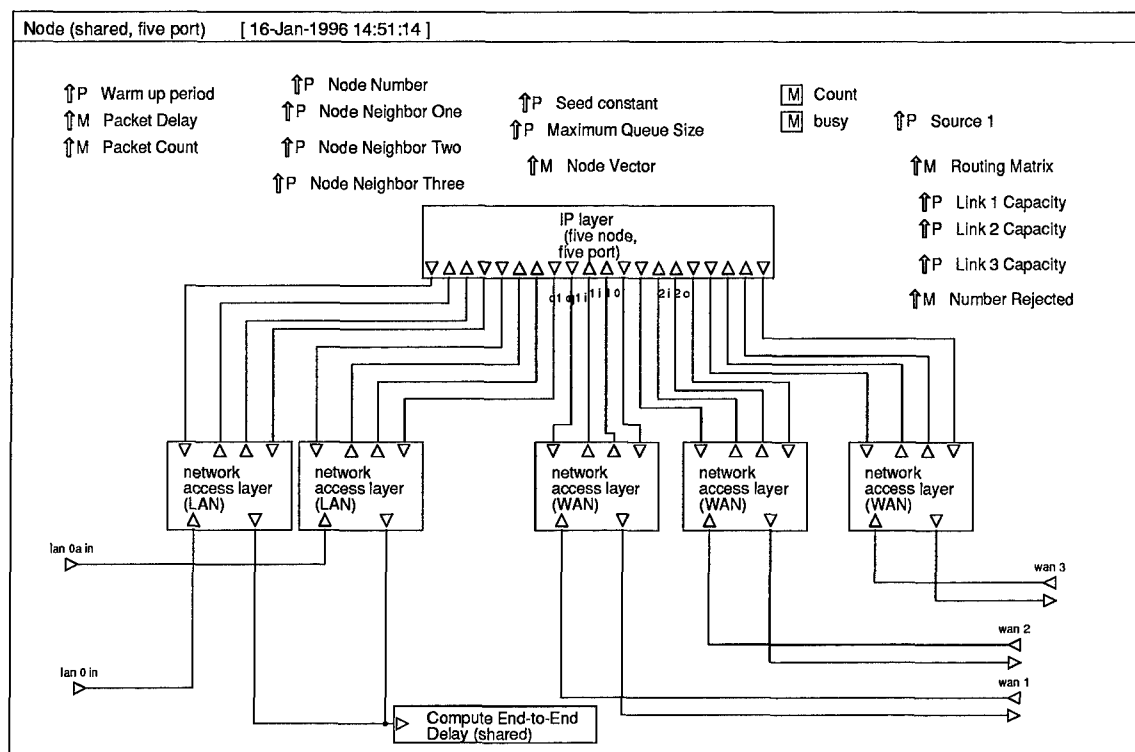 Node (shared, five port) [ 16-Jan-1996 14:51:14 ]
⇑P Warm up period
⇑M Packet Delay
⇑M Packet Count
⇑P Node Number
⇑P Node Neighbor One
⇑P Node Neighbor Two
⇑P Node Neighbor Three
⇑P Seed constant
⇑P Maximum Queue Size
⇑M Node Vector
M Count
M busy
⇑P Source 1
⇑M Routing Matrix
⇑P Link 1 Capacity
⇑P Link 2 Capacity
⇑P Link 3 Capacity
⇑M Number Rejected
IP layer
(five node,
five port)
2i 2o
network
access layer
(LAN)
network
access layer
(LAN)
network
access layer
(WAN)
network
access layer
(WAN)
network
access layer
(WAN)
lan 0a in
wan 3
wan 2
lan 0 in
wan 1
Compute End-to-End
Delay (shared)